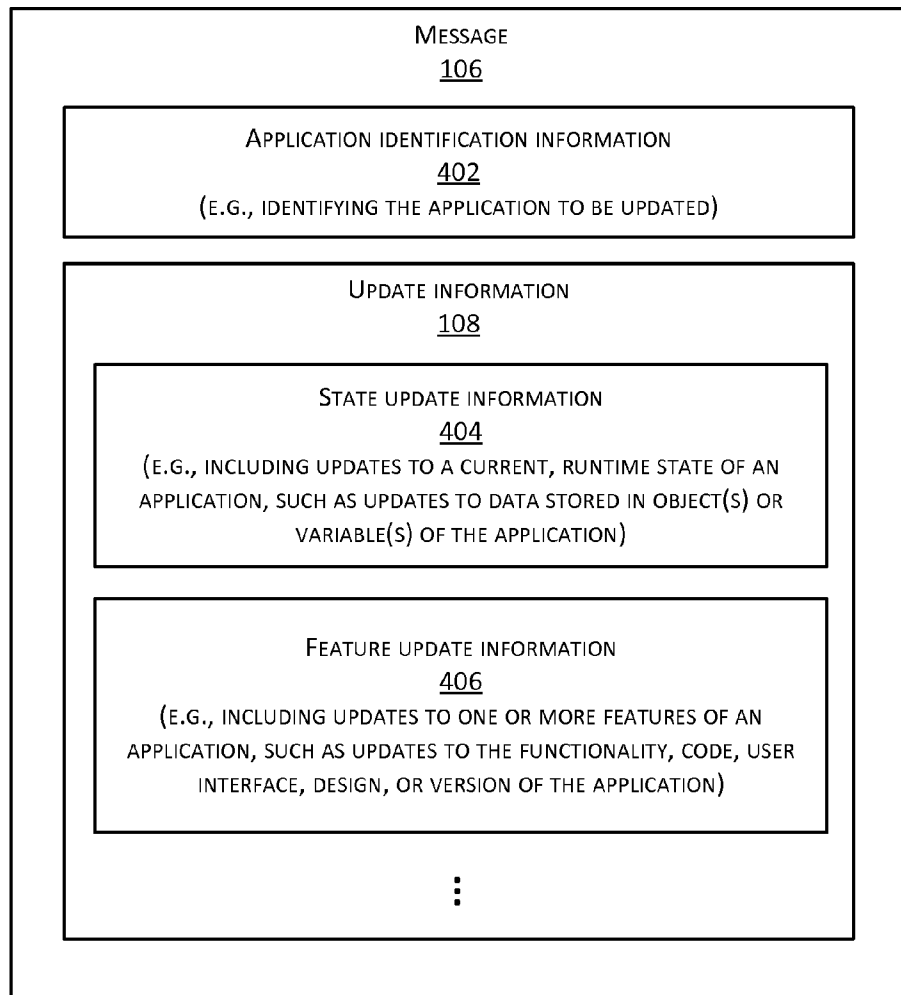 Message
106
Application identification information
402
(e.g., identifying the application to be updated)
Update information
108
State update information
404
(e.g., including updates to a current, runtime state of an
application, such as updates to data stored in object(s) or
variable(s) of the application)
Feature update information
406
(e.g., including updates to one or more features of an
application, such as updates to the functionality, code, user
interface, design, or version of the application)
⋮